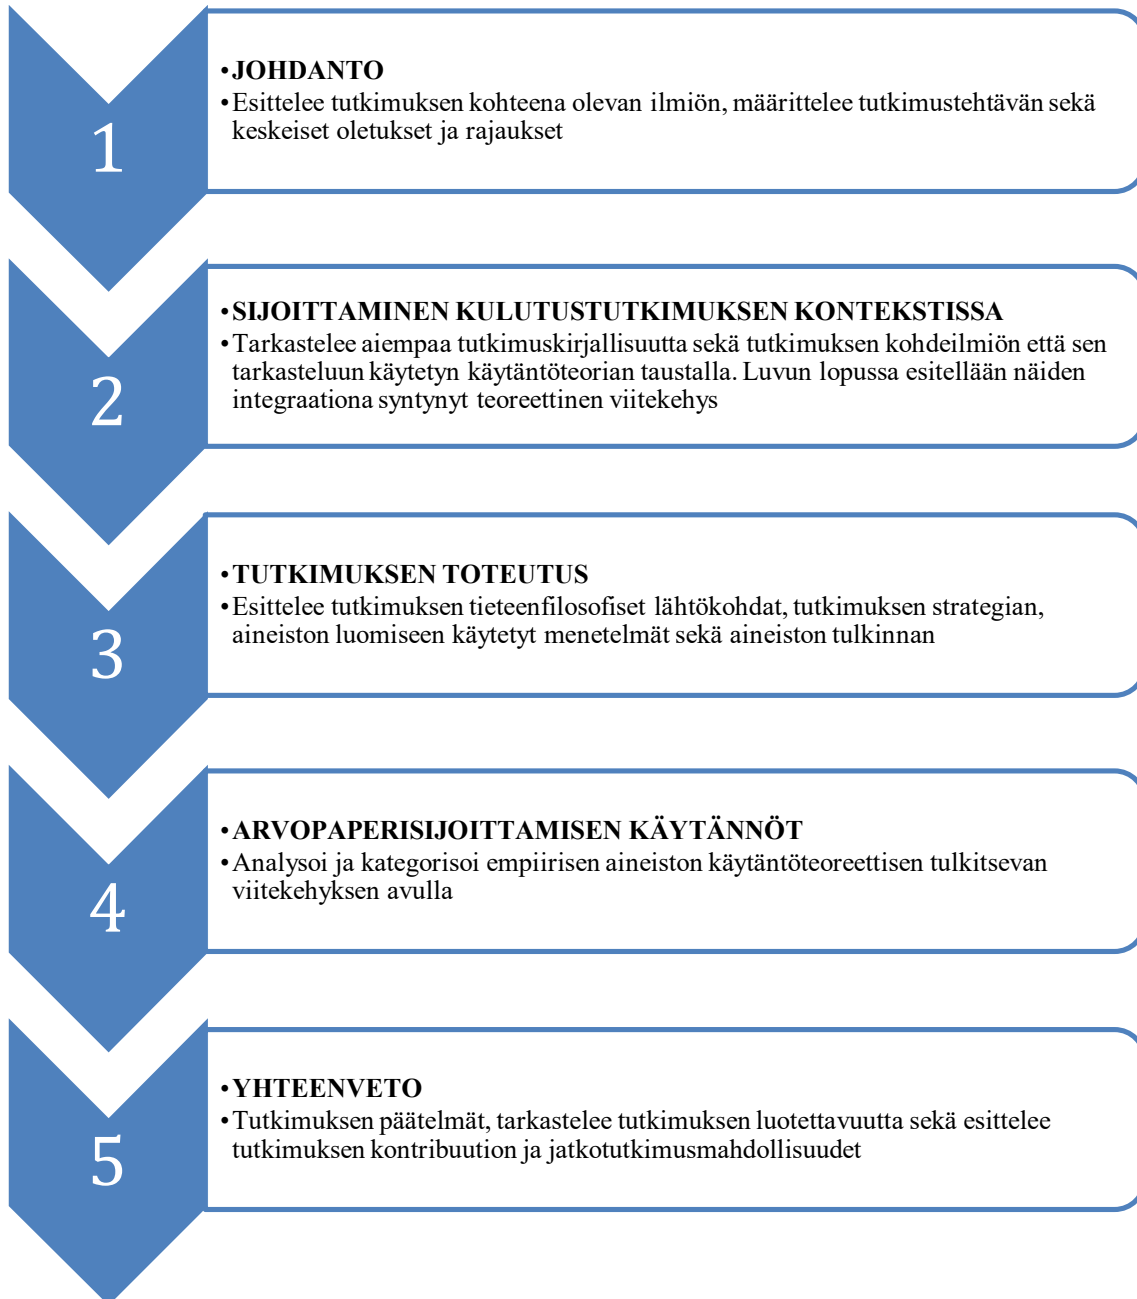 1
•JOHDANTO
•Esittelee tutkimuksen kohteena olevan ilmiön, määrittelee tutkimustehtävän sekä
keskeiset oletukset ja rajaukset
2
•SIJOITTAMINEN KULUTUSTUTKIMUKSEN KONTEKSTISSA
•Tarkastelee aiempaa tutkimuskirjallisuutta sekä tutkimuksen kohdeilmiön että sen
tarkasteluun käytetyn käytäntöteorian taustalla. Luvun lopussa esitellään näiden
integraationa syntynyt teoreettinen viitekehys
3
•TUTKIMUKSEN TOTEUTUS
•Esittelee tutkimuksen tieteenfilosofiset lähtökohdat, tutkimuksen strategian,
aineiston luomiseen käytetyt menetelmät sekä aineiston tulkinnan
4
•ARVOPAPERISIJOITTAMISEN KÄYTÄNNÖT
•Analysoi ja kategorisoi empiirisen aineiston käytäntöteoreettisen tulkitsevan
viitekehyksen avulla
5
•YHTEENVETO
•Tutkimuksen päätelmät, tarkastelee tutkimuksen luotettavuutta sekä esittelee
tutkimuksen kontribuution ja jatkotutkimusmahdollisuudet